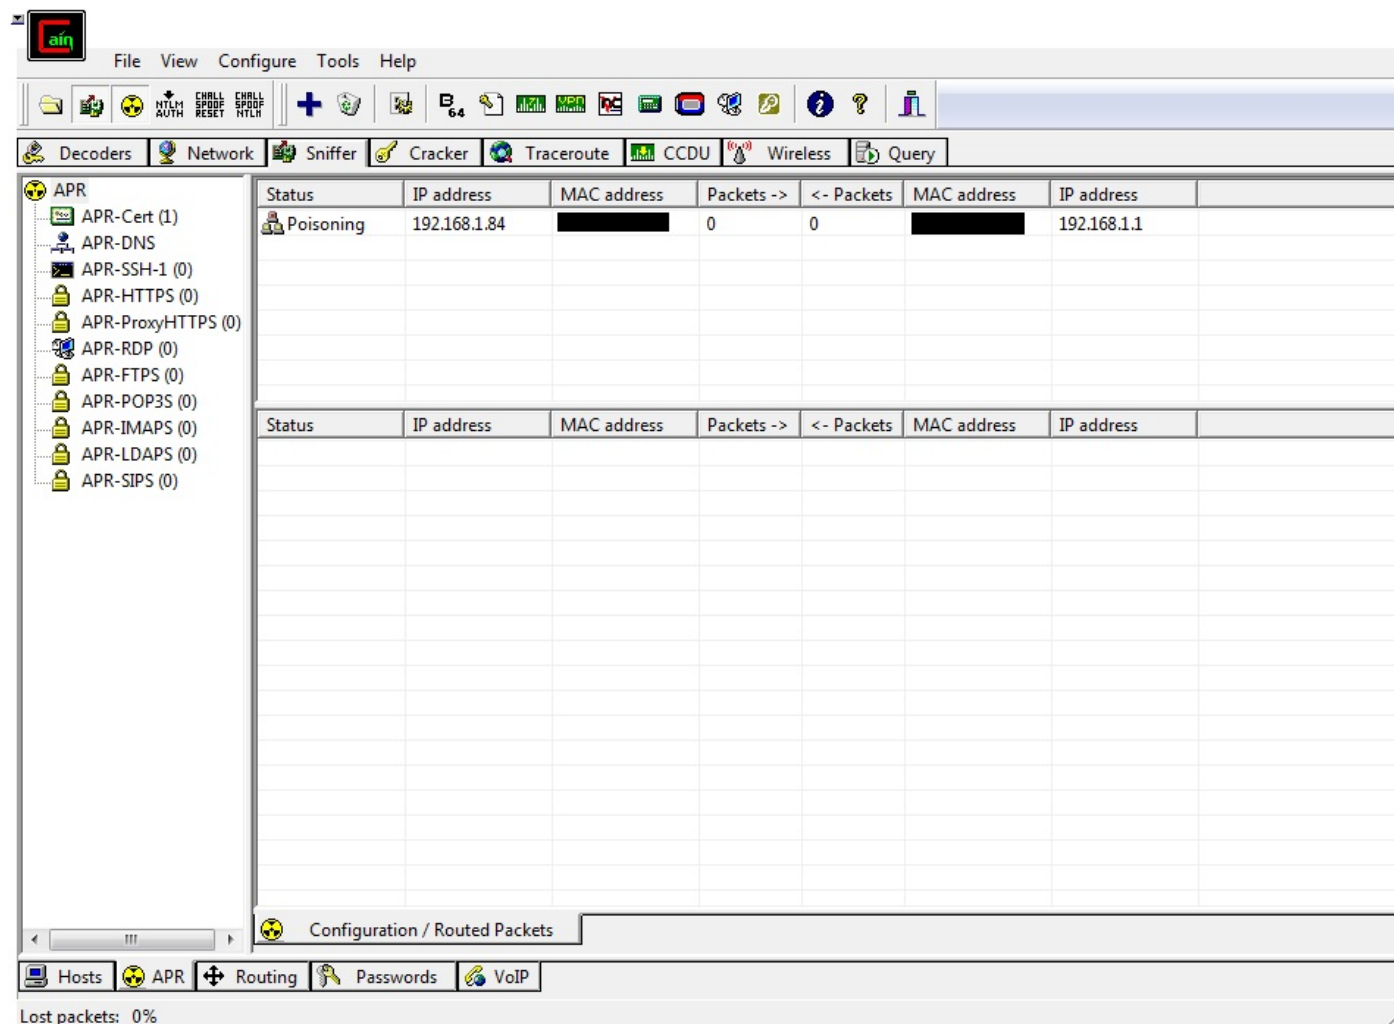 Cain
File View Configure Tools Help
NTLM AUTH CHALL SPOOF RESET CHALL SPOOF NTLM B64 VPN
Decoders Network Sniffer Cracker Traceroute CCDU Wireless Query
APR
APR-Cert (1)
APR-DNS
APR-SSH-1 (0)
APR-HTTPS (0)
APR-ProxyHTTPS (0)
APR-RDP (0)
APR-FTPS (0)
APR-POP3S (0)
APR-IMAPS (0)
APR-LDAPS (0)
APR-SIPS (0)
Status IP address MAC address Packets -> <- Packets MAC address IP address
Poisoning 192.168.1.84 0 0 192.168.1.1
Status IP address MAC address Packets -> <- Packets MAC address IP address
Configuration / Routed Packets
Hosts APR Routing Passwords VoIP
Lost packets: 0%